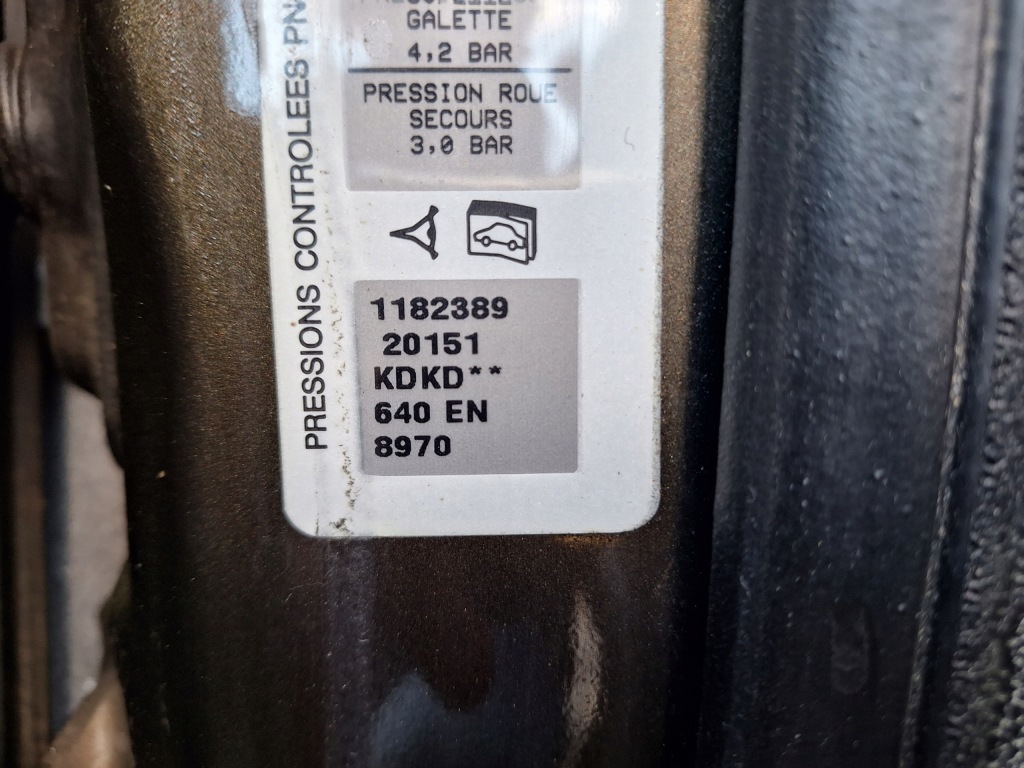 GALETTE
4,2 BAR
PRESSION ROUE
SECOURS
3,0 BAR
PRESSIONS CONTROLEES
1182389
20151
KDKD**
640 EN
8970